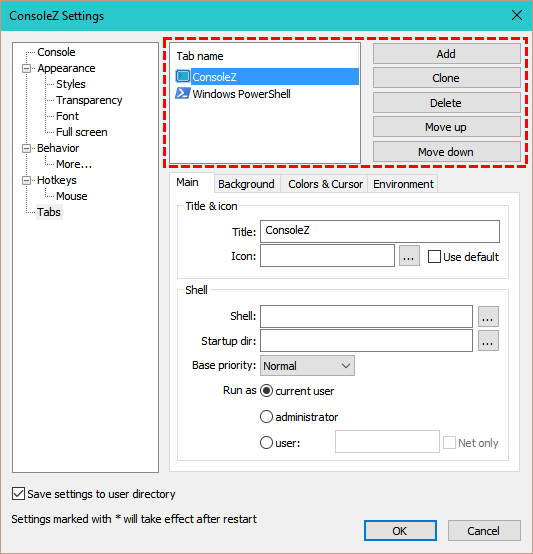 ConsoleZ Settings
Console
Appearance
Styles
Transparency
Font
Full screen
Behavior
More...
Hotkeys
Mouse
Tabs
Tab name
ConsoleZ
Windows PowerShell
Add
Clone
Delete
Move up
Move down
Main Background Colors & Cursor Environment
Title & icon
Title: ConsoleZ
Icon: ... Use default
Shell
Shell: ...
Startup dir: ...
Base priority: Normal
Run as current user
administrator
user: Net only
Save settings to user directory
Settings marked with * will take effect after restart
OK Cancel